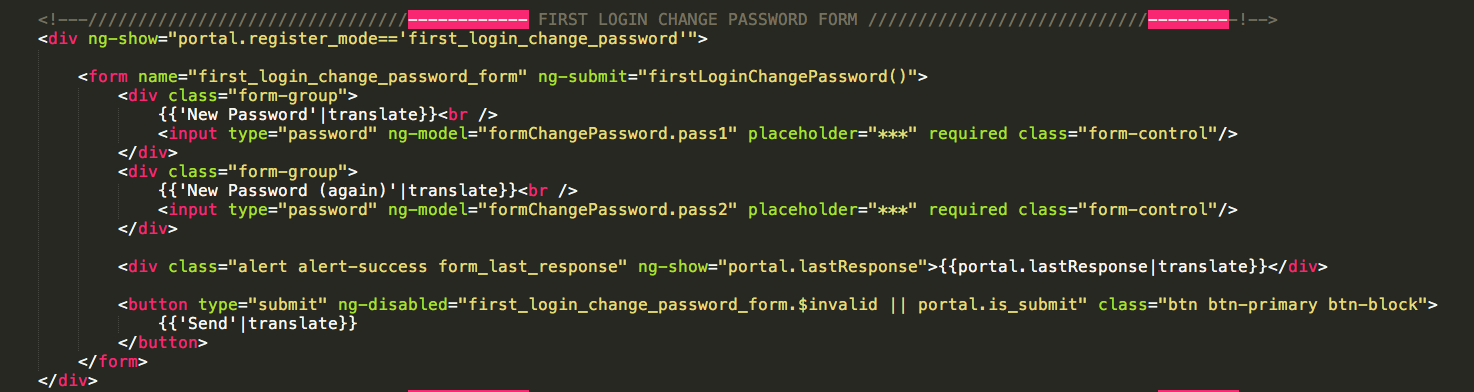 <!---////////////////////////////////------------ FIRST LOGIN CHANGE PASSWORD FORM ////////////////////////////---------!-->
<div ng-show="portal.register_mode=='first_login_change_password'">
<form name="first_login_change_password_form" ng-submit="firstLoginChangePassword()">
<div class="form-group">
{{'New Password'|translate}}<br />
<input type="password" ng-model="formChangePassword.pass1" placeholder="***" required class="form-control"/>
</div>
<div class="form-group">
{{'New Password (again)'|translate}}<br />
<input type="password" ng-model="formChangePassword.pass2" placeholder="***" required class="form-control"/>
</div>
<div class="alert alert-success form_last_response" ng-show="portal.lastResponse">{{portal.lastResponse|translate}}</div>
<button type="submit" ng-disabled="first_login_change_password_form.$invalid || portal.is_submit" class="btn btn-primary btn-block">
{{'Send'|translate}}
</button>
</form>
</div>